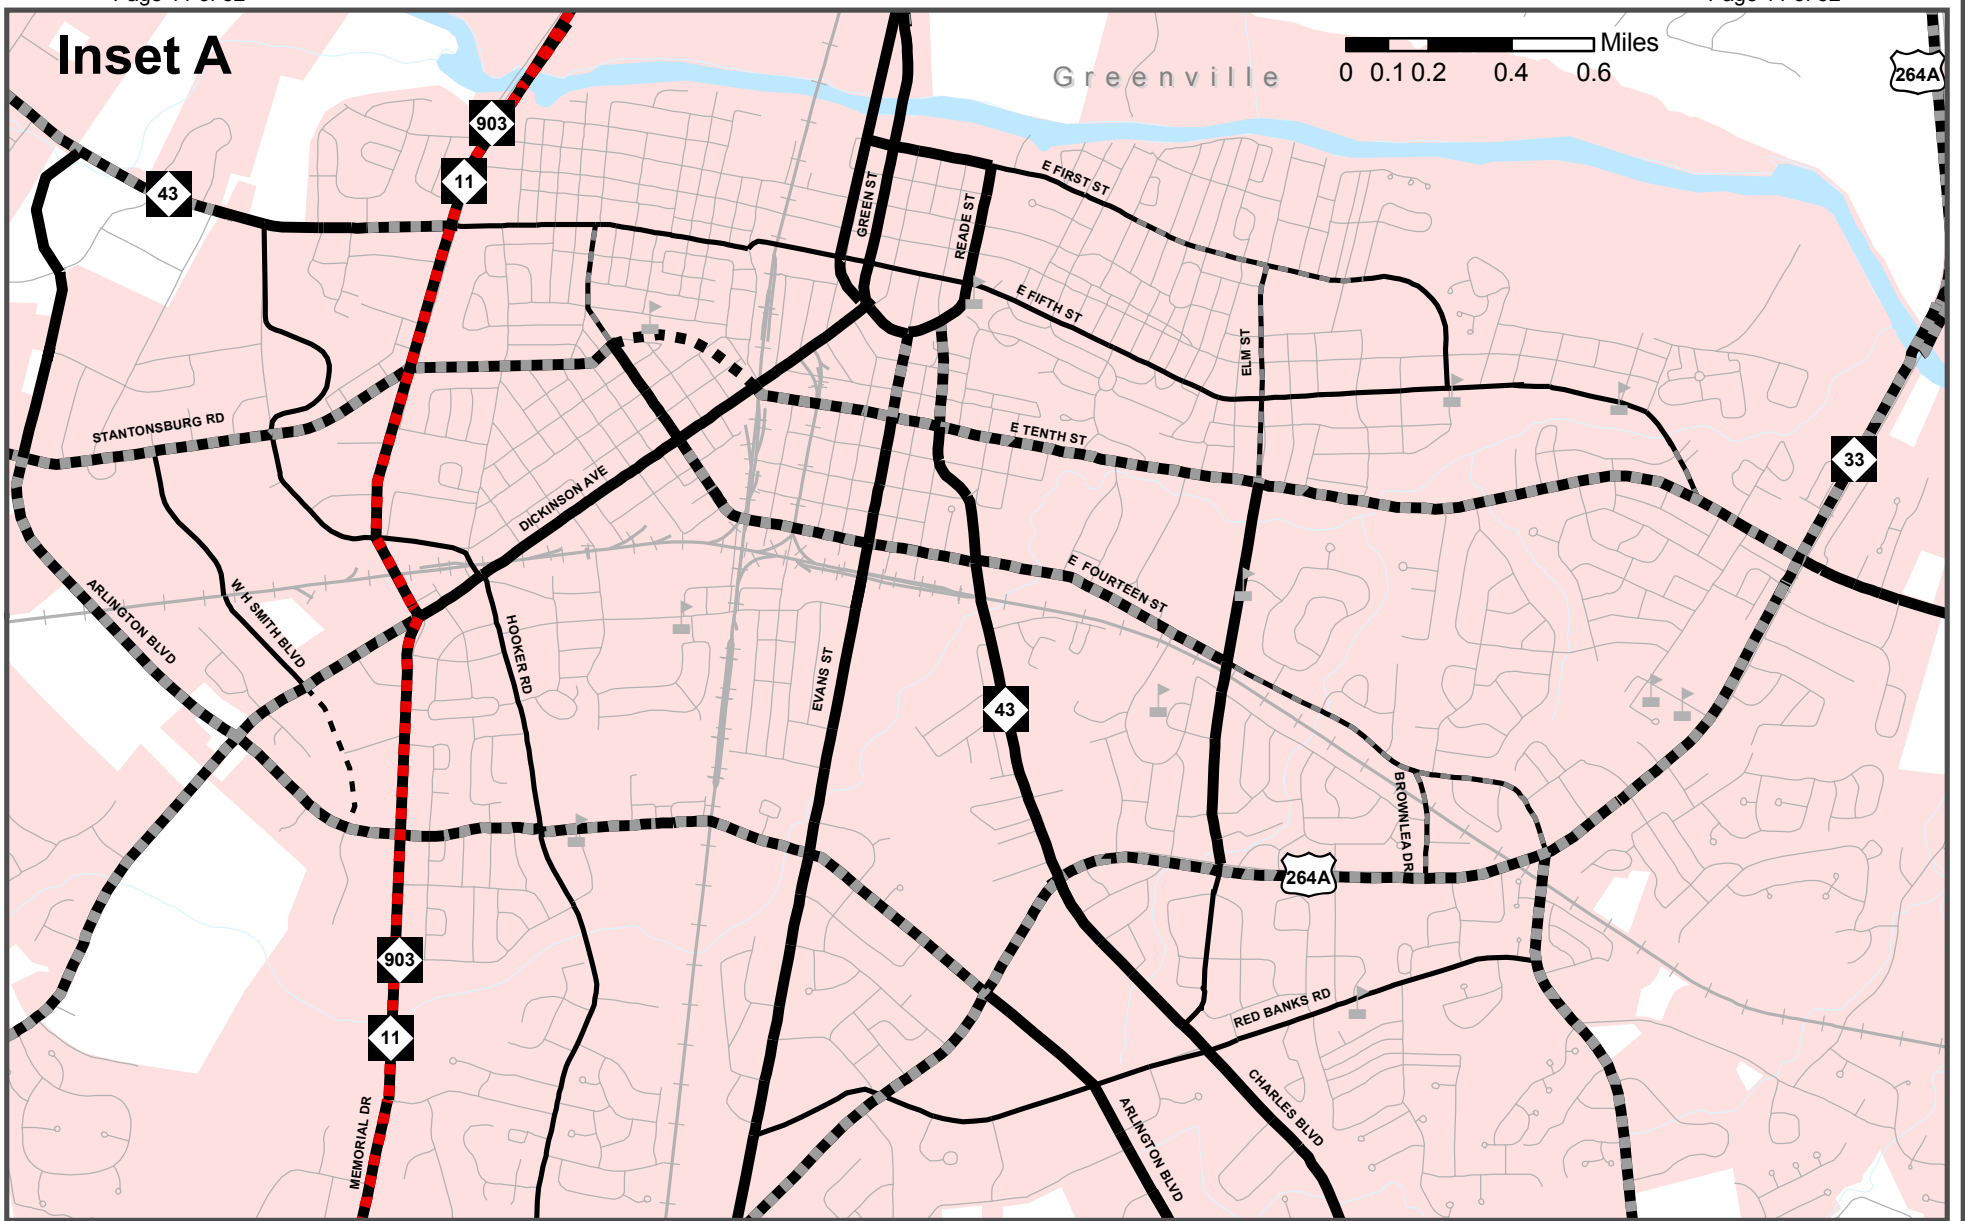 Inset A
Greenville
Miles
0 0.1 0.2 0.4 0.6
264A
903
11
43
E FIRST ST
GREEN ST
READE ST
E FIFTH ST
ELM ST
STANTONSBURG RD
E TENTH ST
33
DICKINSON AVE
E FOURTEEN ST
ARLINGTON BLVD
W H SMITH BLVD
HOOKER RD
EVANS ST
43
BROWNLEA DR
264A
903
RED BANKS RD
11
MEMORIAL DR
CHARLES BLVD
ARLINGTON BLVD